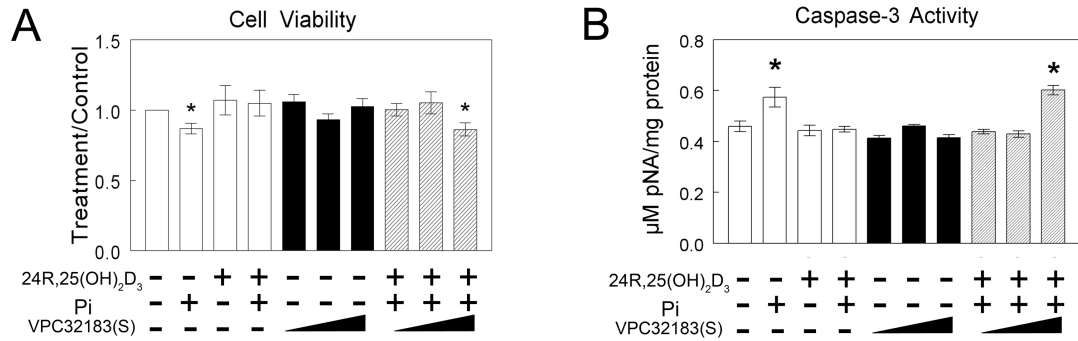 A
Cell Viability
Treatment/Control
1.5
1.0
0.5
0.0
*
*
24R,25(OH)₂D₃ - - + + - - - + + +
Pi - + - + - - - + + +
VPC32183(S) - - - -
B
Caspase-3 Activity
µM pNA/mg protein
0.8
0.6
0.4
0.2
0.0
*
*
24R,25(OH)₂D₃ - - + + - - - + + +
Pi - + - + - - - + + +
VPC32183(S) - - - -